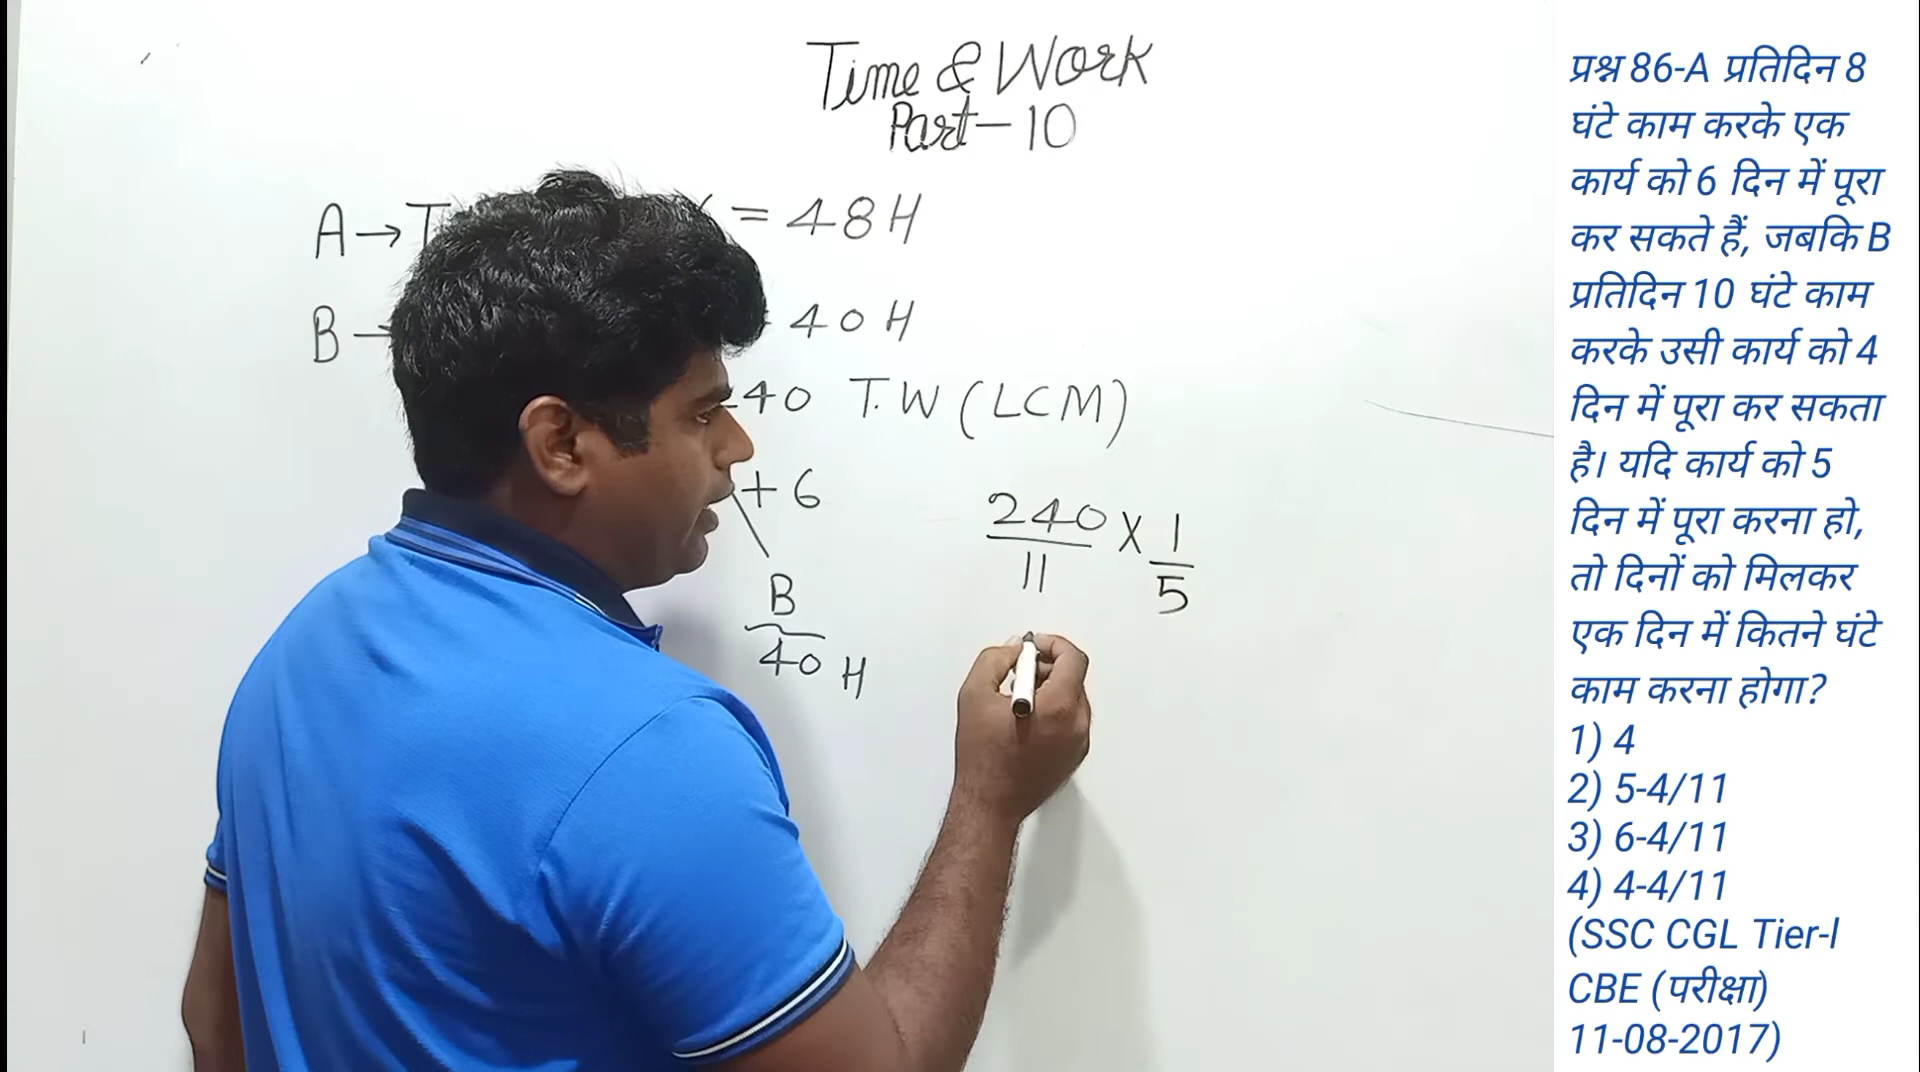 Time & Work
Part-10
A→T = 48H
B→ 40H
240 T.W (LCM)
+ 6
240/11 X 1/5
B
40 H
प्रश्न 86-A प्रतिदिन 8
घंटे काम करके एक
कार्य को 6 दिन में पूरा
कर सकते हैं, जबकि B
प्रतिदिन 10 घंटे काम
करके उसी कार्य को 4
दिन में पूरा कर सकता
है। यदि कार्य को 5
दिन में पूरा करना हो,
तो दिनों को मिलकर
एक दिन में कितने घंटे
काम करना होगा?
1) 4
2) 5-4/11
3) 6-4/11
4) 4-4/11
(SSC CGL Tier-I
CBE (परीक्षा)
11-08-2017)